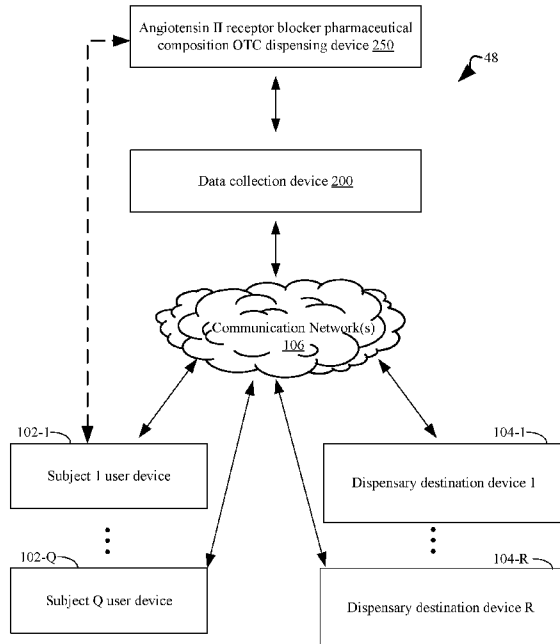 Angiotensin II receptor blocker pharmaceutical
composition OTC dispensing device 250
48
Data collection device 200
Communication Network(s)
106
102-1
Subject 1 user device
104-1
Dispensary destination device 1
102-Q
Subject Q user device
104-R
Dispensary destination device R